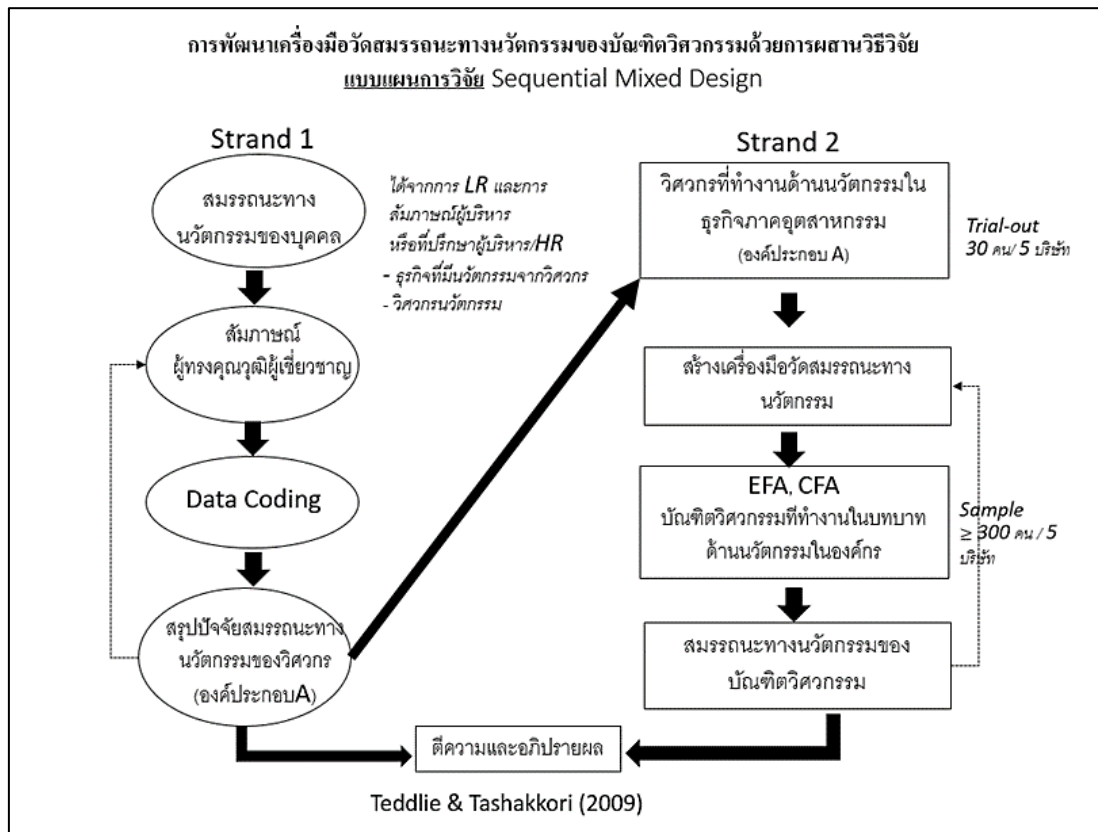 การพัฒนาเครื่องมือวัดสมรรถนะทางนวัตกรรมของบัณฑิตวิศวกรรมด้วยการผสานวิธีวิจัย
แบบแผนการวิจัย Sequential Mixed Design
Strand 1
สมรรถนะทาง
นวัตกรรมของบุคคล
ได้จากการ LR และการ
สัมภาษณ์ผู้บริหาร
หรือที่ปรึกษาผู้บริหาร/HR
- ธุรกิจที่มีนวัตกรรมจากวิศวกร
- วิศวกรนวัตกรรม
สัมภาษณ์
ผู้ทรงคุณวุฒิผู้เชี่ยวชาญ
Data Coding
สรุปปัจจัยสมรรถนะทาง
นวัตกรรมของวิศวกร
(องค์ประกอบA)
Strand 2
วิศวกรที่ทำงานด้านนวัตกรรมใน
ธุรกิจภาคอุตสาหกรรม
(องค์ประกอบ A)
Trial-out
30 คน/ 5 บริษัท
สร้างเครื่องมือวัดสมรรถนะทาง
นวัตกรรม
EFA, CFA
บัณฑิตวิศวกรรมที่ทำงานในบทบาท
ด้านนวัตกรรมในองค์กร
Sample
≥ 300 คน / 5
บริษัท
สมรรถนะทางนวัตกรรมของ
บัณฑิตวิศวกรรม
ตีความและอภิปรายผล
Teddlie & Tashakkori (2009)